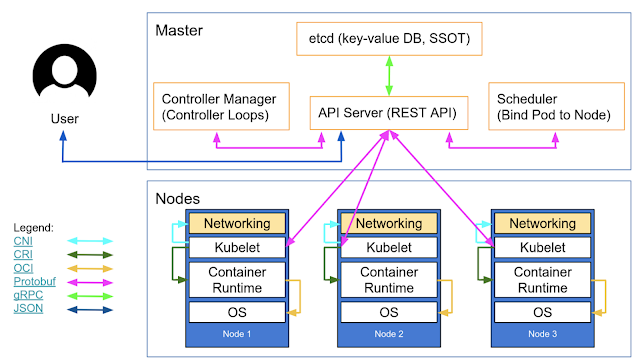 Master
etcd (key-value DB, SSOT)
User
Controller Manager
(Controller Loops)
API Server (REST API)
Scheduler
(Bind Pod to Node)
Nodes
Legend:
CNI
CRI
OCI
Protobuf
gRPC
JSON
Networking
Kubelet
Container
Runtime
OS
Node 1
Networking
Kubelet
Container
Runtime
OS
Node 2
Networking
Kubelet
Container
Runtime
OS
Node 3